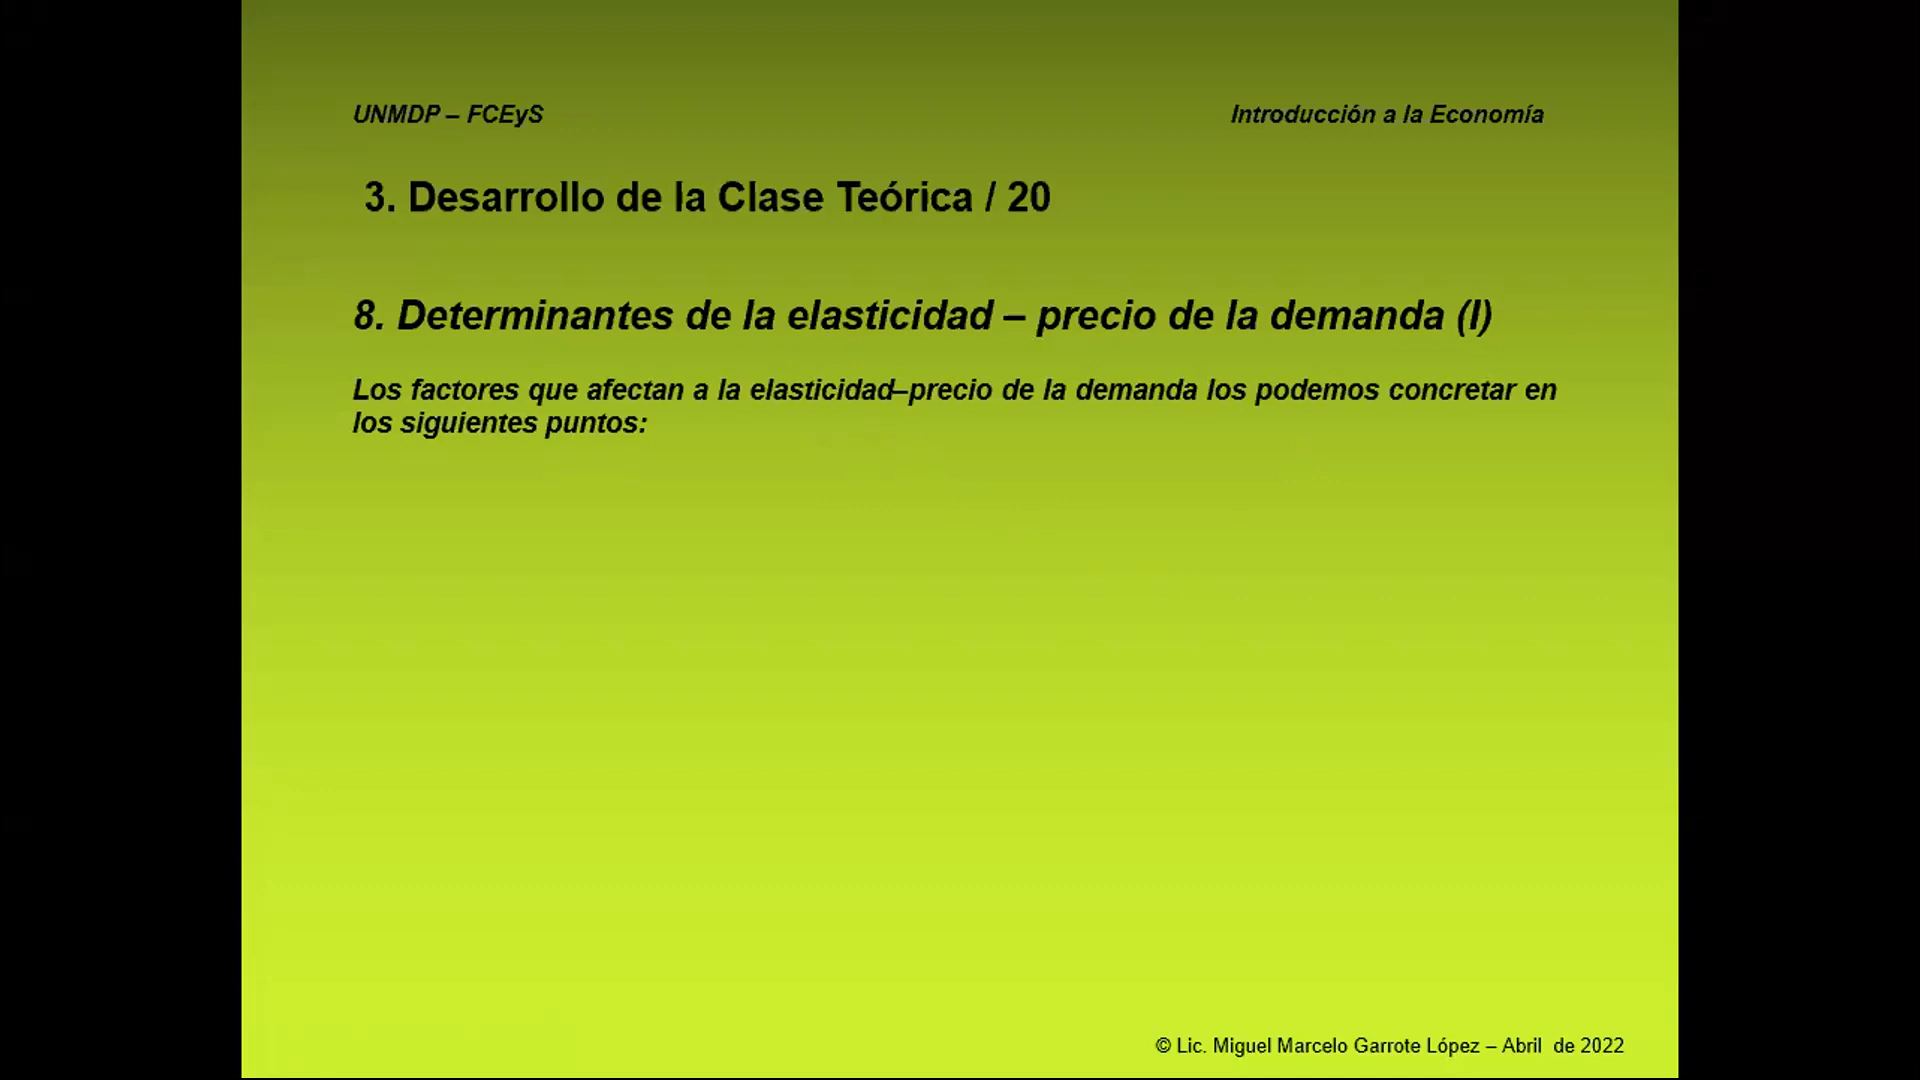 UNMDP – FCEyS
Introducción a la Economía
3. Desarrollo de la Clase Teórica / 20
8. Determinantes de la elasticidad – precio de la demanda (I)
Los factores que afectan a la elasticidad–precio de la demanda los podemos concretar en
los siguientes puntos:
© Lic. Miguel Marcelo Garrote López – Abril de 2022